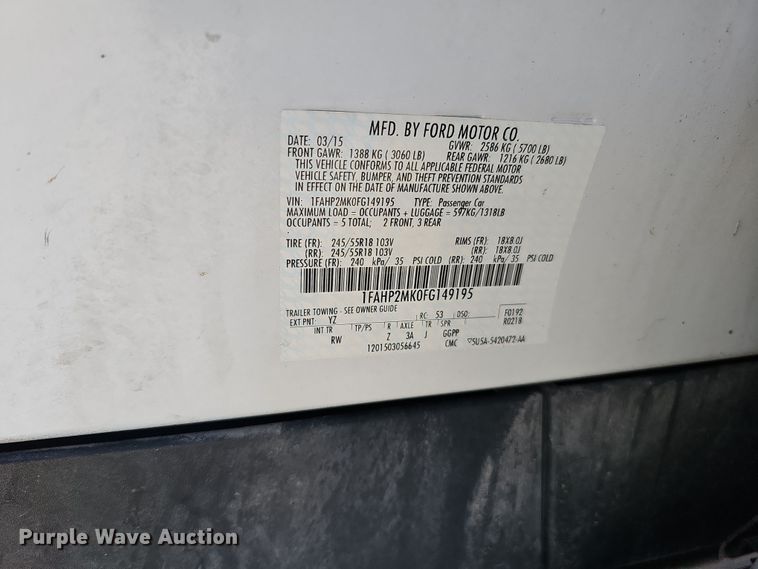 MFD. BY FORD MOTOR CO.
DATE: 03/15 GVWR: 2586 KG ( 5700 LB)
FRONT GAWR: 1388 KG ( 3060 LB) REAR GAWR: 1216 KG ( 2680 LB)
THIS VEHICLE CONFORMS TO ALL APPLICABLE FEDERAL MOTOR
VEHICLE SAFETY, BUMPER, AND THEFT PREVENTION STANDARDS
IN EFFECT ON THE DATE OF MANUFACTURE SHOWN ABOVE.
VIN: 1FAHP2MK0FG149195 TYPE: Passenger Car
MAXIMUM LOAD = OCCUPANTS + LUGGAGE = 597KG/1318LB
OCCUPANTS = 5 TOTAL; 2 FRONT, 3 REAR
TIRE (FR): 245/55R18 103V RIMS (FR): 18X8.0J
(RR): 245/55R18 103V (RR): 18X8.0J
PRESSURE (FR): 240 kPa/ 35 PSI COLD (RR): 240 kPa/ 35 PSI COLD
1FAHP2MK0FG149195
TRAILER TOWING - SEE OWNER GUIDE
EXT PNT: YZ RC: 53 DSO: F0192
R0218
INT TR TP/PS R AXLE TR SPR
RW Z 3A J GGPP
1201503056645 CMC 5U5A-5420472-AA
Purple Wave Auction